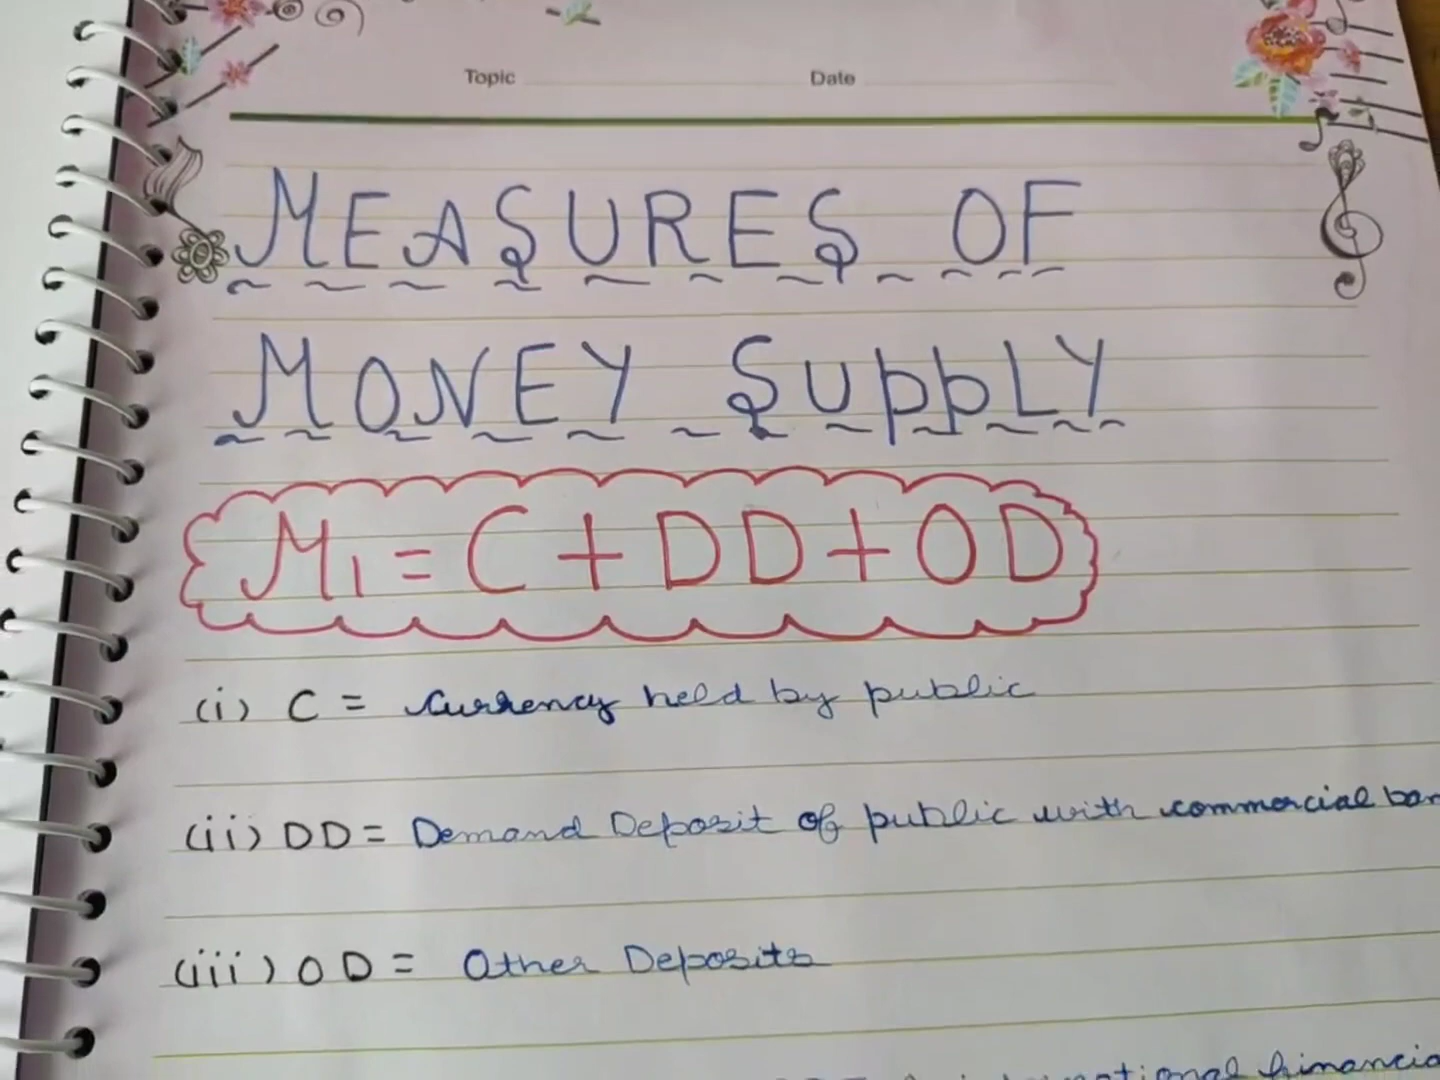 Topic Date
MEASURES OF
MONEY SUppLY
M1 = C + DD + OD
(i) C = Currency held by public
(ii) DD = Demand Deposit of public with commercial
(iii) OD = Other Deposits